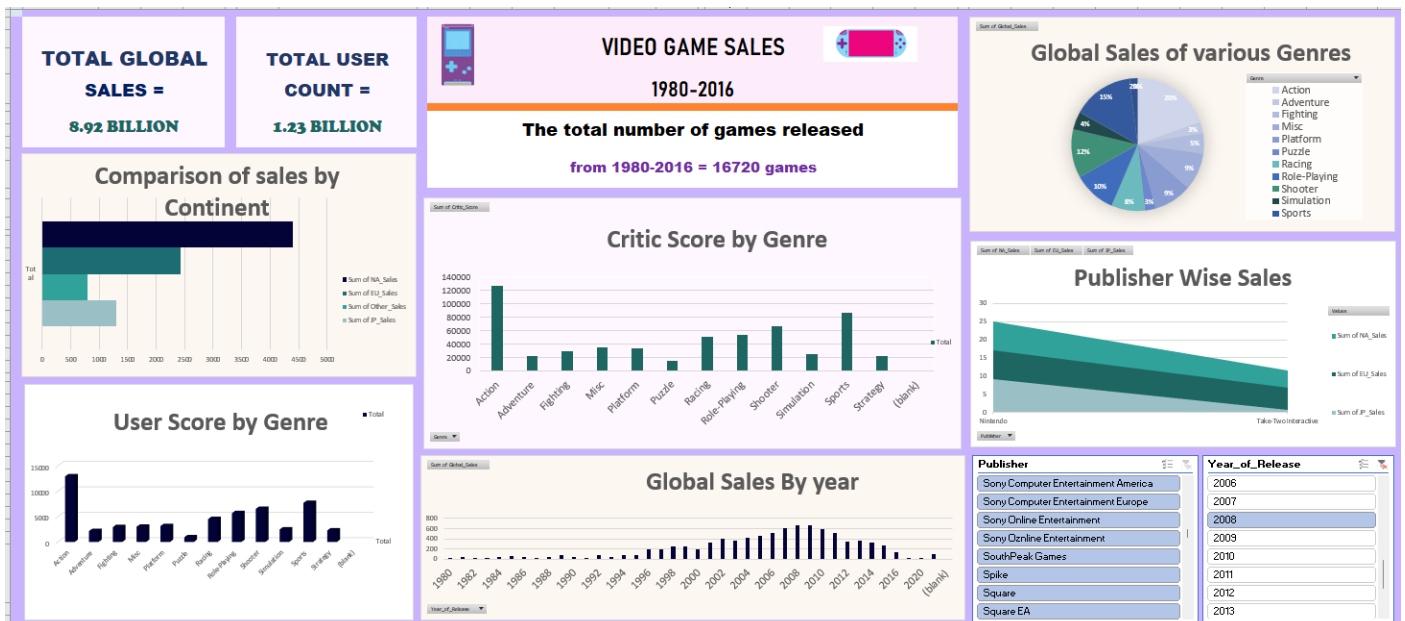 TOTAL GLOBAL
SALES =
8.92 BILLION
TOTAL USER
COUNT =
1.23 BILLION
VIDEO GAME SALES
1980-2016
The total number of games released
from 1980-2016 = 16720 games
Sum of Global_Sales
Global Sales of various Genres
20%
3%
5%
9%
9%
3%
8%
10%
12%
4%
15%
Genre
Action
Adventure
Fighting
Misc
Platform
Puzzle
Racing
Role-Playing
Shooter
Simulation
Sports
Comparison of sales by
Continent
Tot
al
Sum of NA_Sales
Sum of EU_Sales
Sum of Other_Sales
Sum of JP_Sales
0 500 1000 1500 2000 2500 3000 3500 4000 4500 5000
Sum of Critic_Score
Critic Score by Genre
140000
120000
100000
80000
60000
40000
20000
0
Total
Action Adventure Fighting Misc Platform Puzzle Racing Role-Playing Shooter Simulation Sports Strategy (blank)
Genre
Sum of NA_Sales Sum of EU_Sales Sum of JP_Sales
Publisher Wise Sales
30
25
20
15
10
5
0
Nintendo Take-Two Interactive
Values
Sum of NA_Sales
Sum of EU_Sales
Sum of JP_Sales
Publisher
User Score by Genre
Total
15000
10000
5000
0
Total
Action Adventure Fighting Misc Platform Puzzle Racing Role-Playing Shooter Simulation Sports Strategy (blank)
Sum of Global_Sales
Global Sales By year
800
600
400
200
0
1980 1982 1984 1986 1988 1990 1992 1994 1996 1998 2000 2002 2004 2006 2008 2010 2012 2014 2016 2020 (blank)
Year_of_Release
Publisher
Sony Computer Entertainment America
Sony Computer Entertainment Europe
Sony Online Entertainment
Sony Oznline Entertainment
SouthPeak Games
Spike
Square
Square EA
Year_of_Release
2006
2007
2008
2009
2010
2011
2012
2013